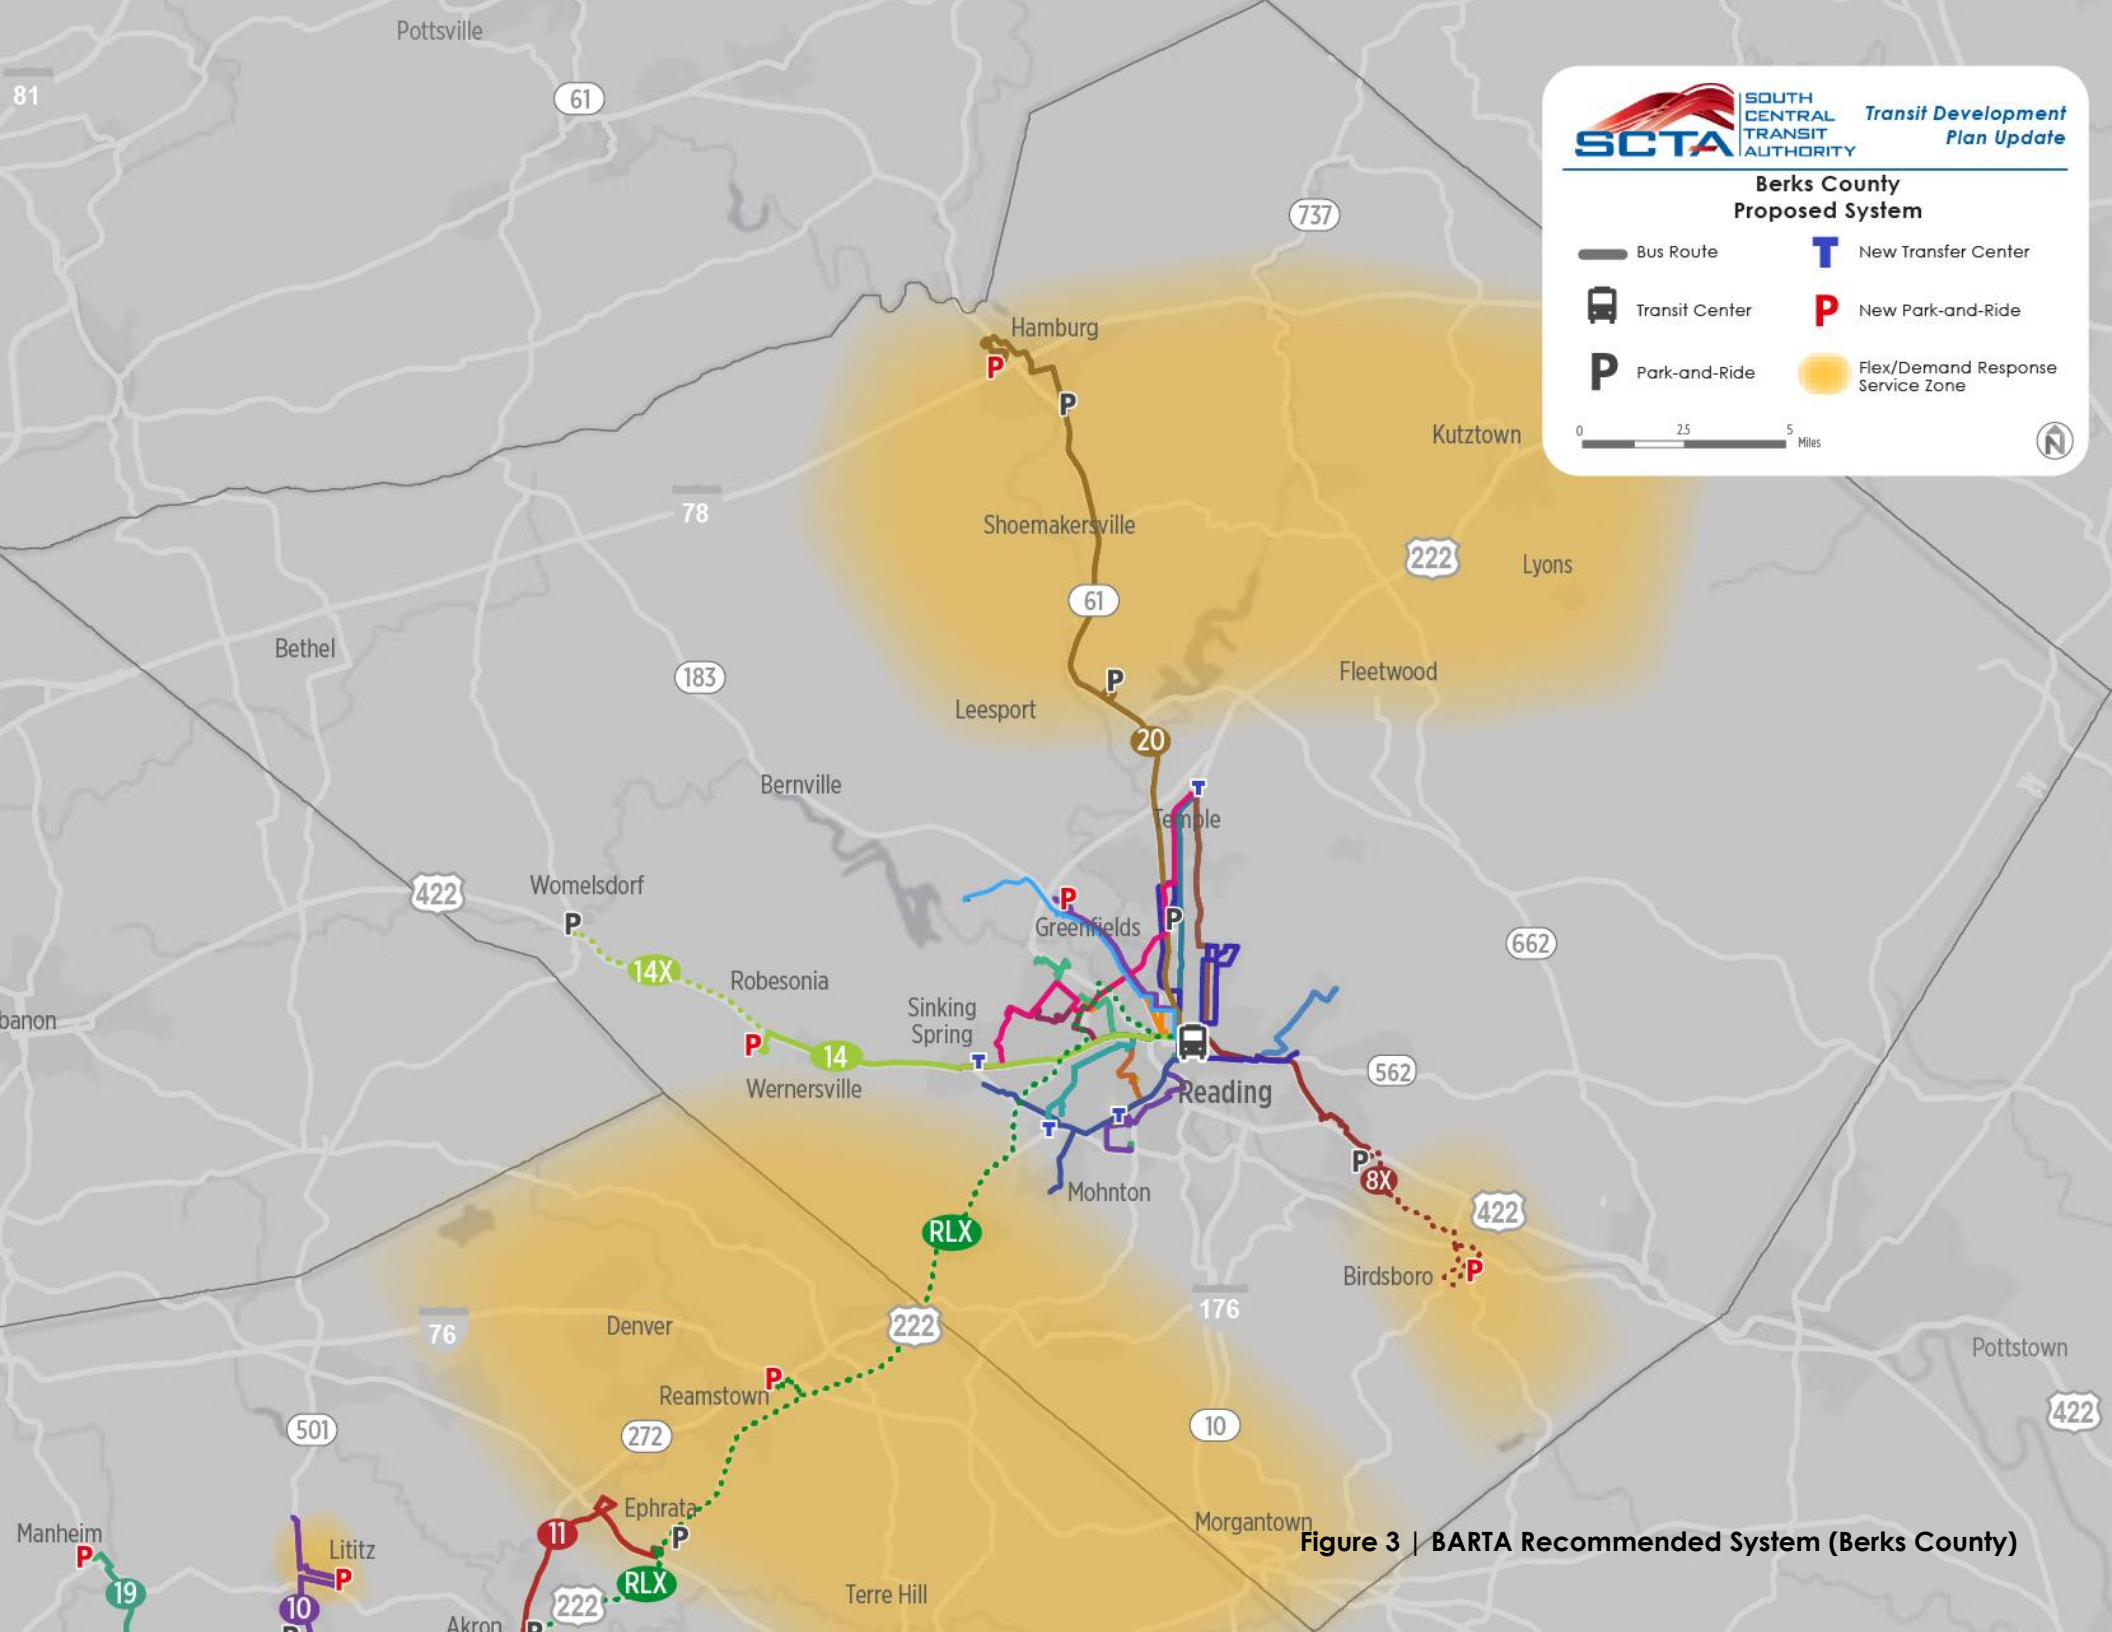 Pottsville
81
61
SCTA
SOUTH
CENTRAL
TRANSIT
AUTHORITY
Transit Development
Plan Update
Berks County
Proposed System
Bus Route
T
New Transfer Center
Transit Center
P
New Park-and-Ride
P
Park-and-Ride
Flex/Demand Response
Service Zone
0
2.5
5
Miles
N
737
Hamburg
P
P
Kutztown
78
Shoemakersville
222
Lyons
61
Bethel
183
Fleetwood
P
Leesport
20
Bernville
T
Temple
422
Womelsdorf
P
P
P
Greenfields
662
14X
Robesonia
Sinking
Spring
banon
P
14
T
562
Wernersville
Reading
T
T
P
8X
Mohnton
422
RLX
Birdsboro
P
176
76
Denver
222
Pottstown
P
Reamstown
422
501
272
10
Ephrata
P
11
Manheim
P
Morgantown
Figure 3 | BARTA Recommended System (Berks County)
Lititz
P
RLX
19
10
222
Terre Hill
Akron
P
P